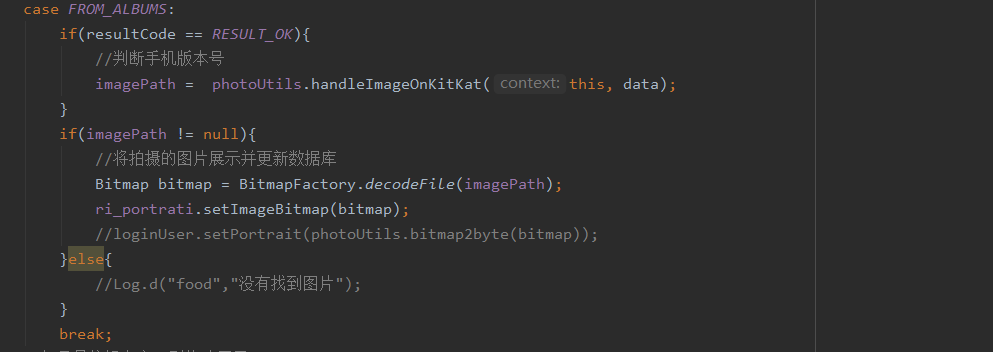 case FROM_ALBUMS:
if(resultCode == RESULT_OK){
//判断手机版本号
imagePath =  photoUtils.handleImageOnKitKat( context: this, data);
}
if(imagePath != null){
//将拍摄的图片展示并更新数据库
Bitmap bitmap = BitmapFactory.decodeFile(imagePath);
ri_portrati.setImageBitmap(bitmap);
//loginUser.setPortrait(photoUtils.bitmap2byte(bitmap));
}else{
//Log.d("food","没有找到图片");
}
break;